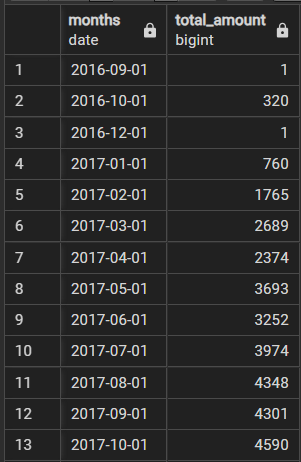 months total_amount
date bigint
1 2016-09-01 1
2 2016-10-01 320
3 2016-12-01 1
4 2017-01-01 760
5 2017-02-01 1765
6 2017-03-01 2689
7 2017-04-01 2374
8 2017-05-01 3693
9 2017-06-01 3252
10 2017-07-01 3974
11 2017-08-01 4348
12 2017-09-01 4301
13 2017-10-01 4590